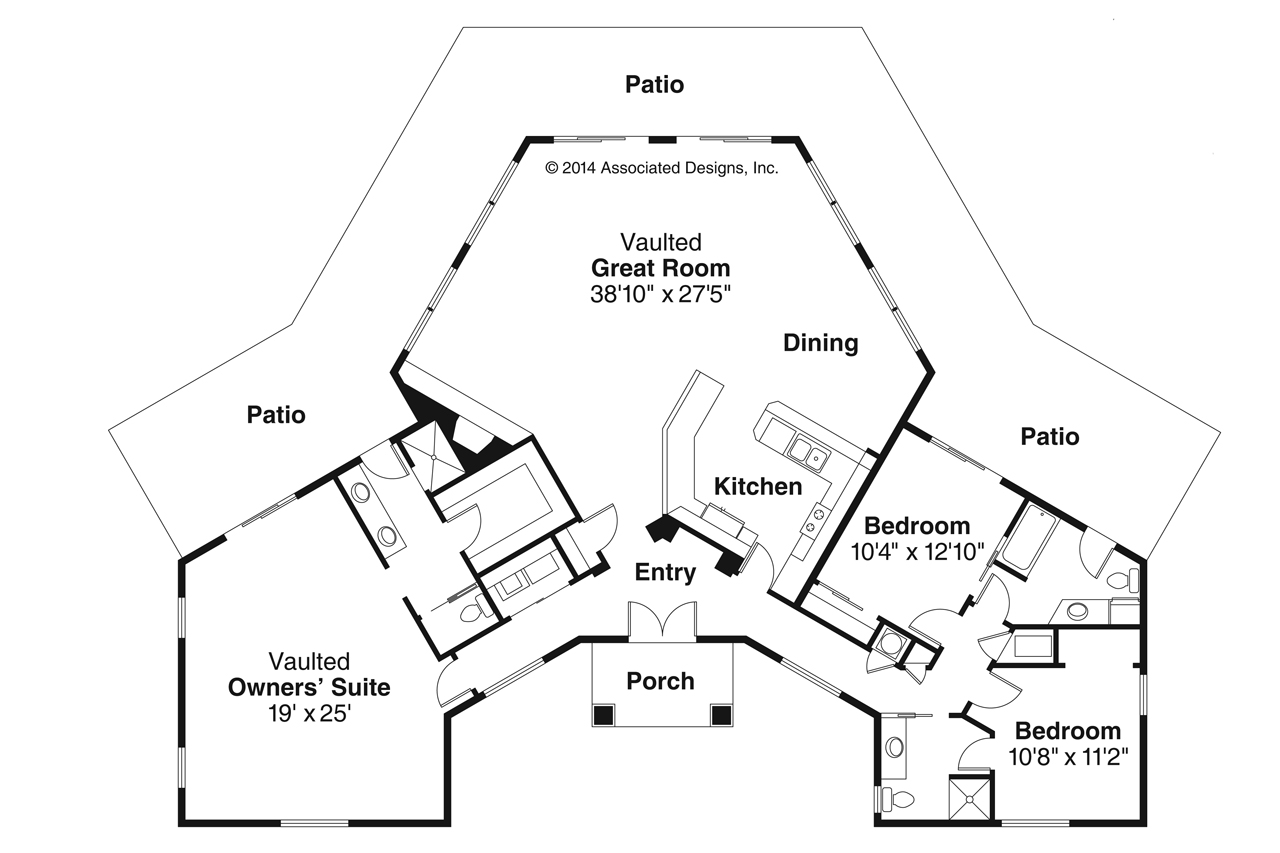 Patio
© 2014 Associated Designs, Inc.
Vaulted
Great Room
38'10" x 27'5"
Dining
Patio
Patio
Kitchen
Bedroom
10'4" x 12'10"
Entry
Vaulted
Owners’ Suite
19' x 25'
Porch
Bedroom
10'8" x 11'2"